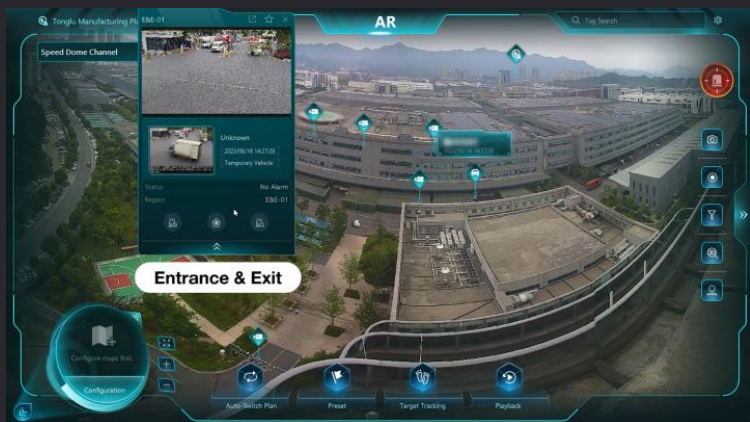 Tonglu Manufacturing
E&E-01
AR
Tag Search
Speed Dome Channel
Unknown
2023/06/16 14:27:29
Temporary Vehicle
Status
No Alarm
Region
E&E-01
Entrance & Exit
Configure maps first.
Configuration
Auto-Switch Plan
Preset
Target Tracking
Playback